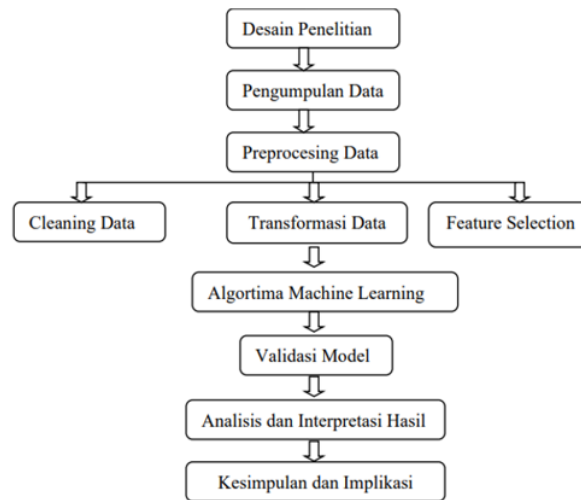 Desain Penelitian
Pengumpulan Data
Preprocesing Data
Cleaning Data
Transformasi Data
Feature Selection
Algortima Machine Learning
Validasi Model
Analisis dan Interpretasi Hasil
Kesimpulan dan Implikasi